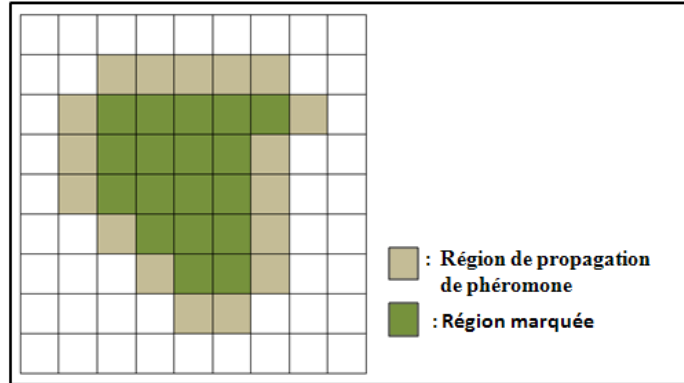 : Région de propagation
de phéromone
: Région marquée